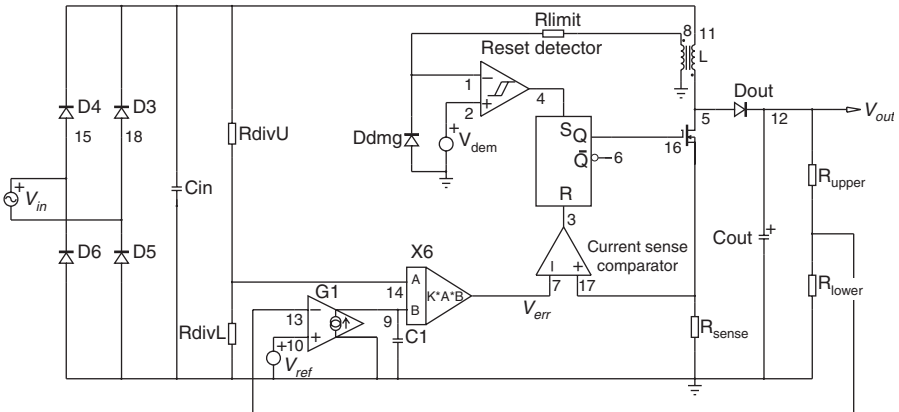 Rlimit
8
11
Reset detector
L
D4
D3
1
4
Dout
15
18
2
5
12
V_out
RdivU
Ddmg
+
V_dem
S
Q
16
Q̅
6
+
V_in
Cin
R
R_upper
3
Cout
+
D6
D5
X6
Current sense
comparator
A
G1
14
K*A*B
7
17
V_err
R_lower
13
9
B
RdivL
+10
C1
R_sense
V_ref